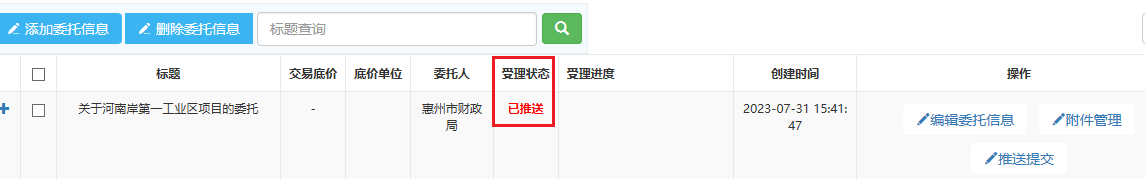 添加委托信息 删除委托信息 标题查询
标题 交易底价 底价单位 委托人 受理状态 受理进度 创建时间 操作
关于河南岸第一工业区项目的委托 - 惠州市财政局 已推送 2023-07-31 15:41:47 编辑委托信息 附件管理
推送提交